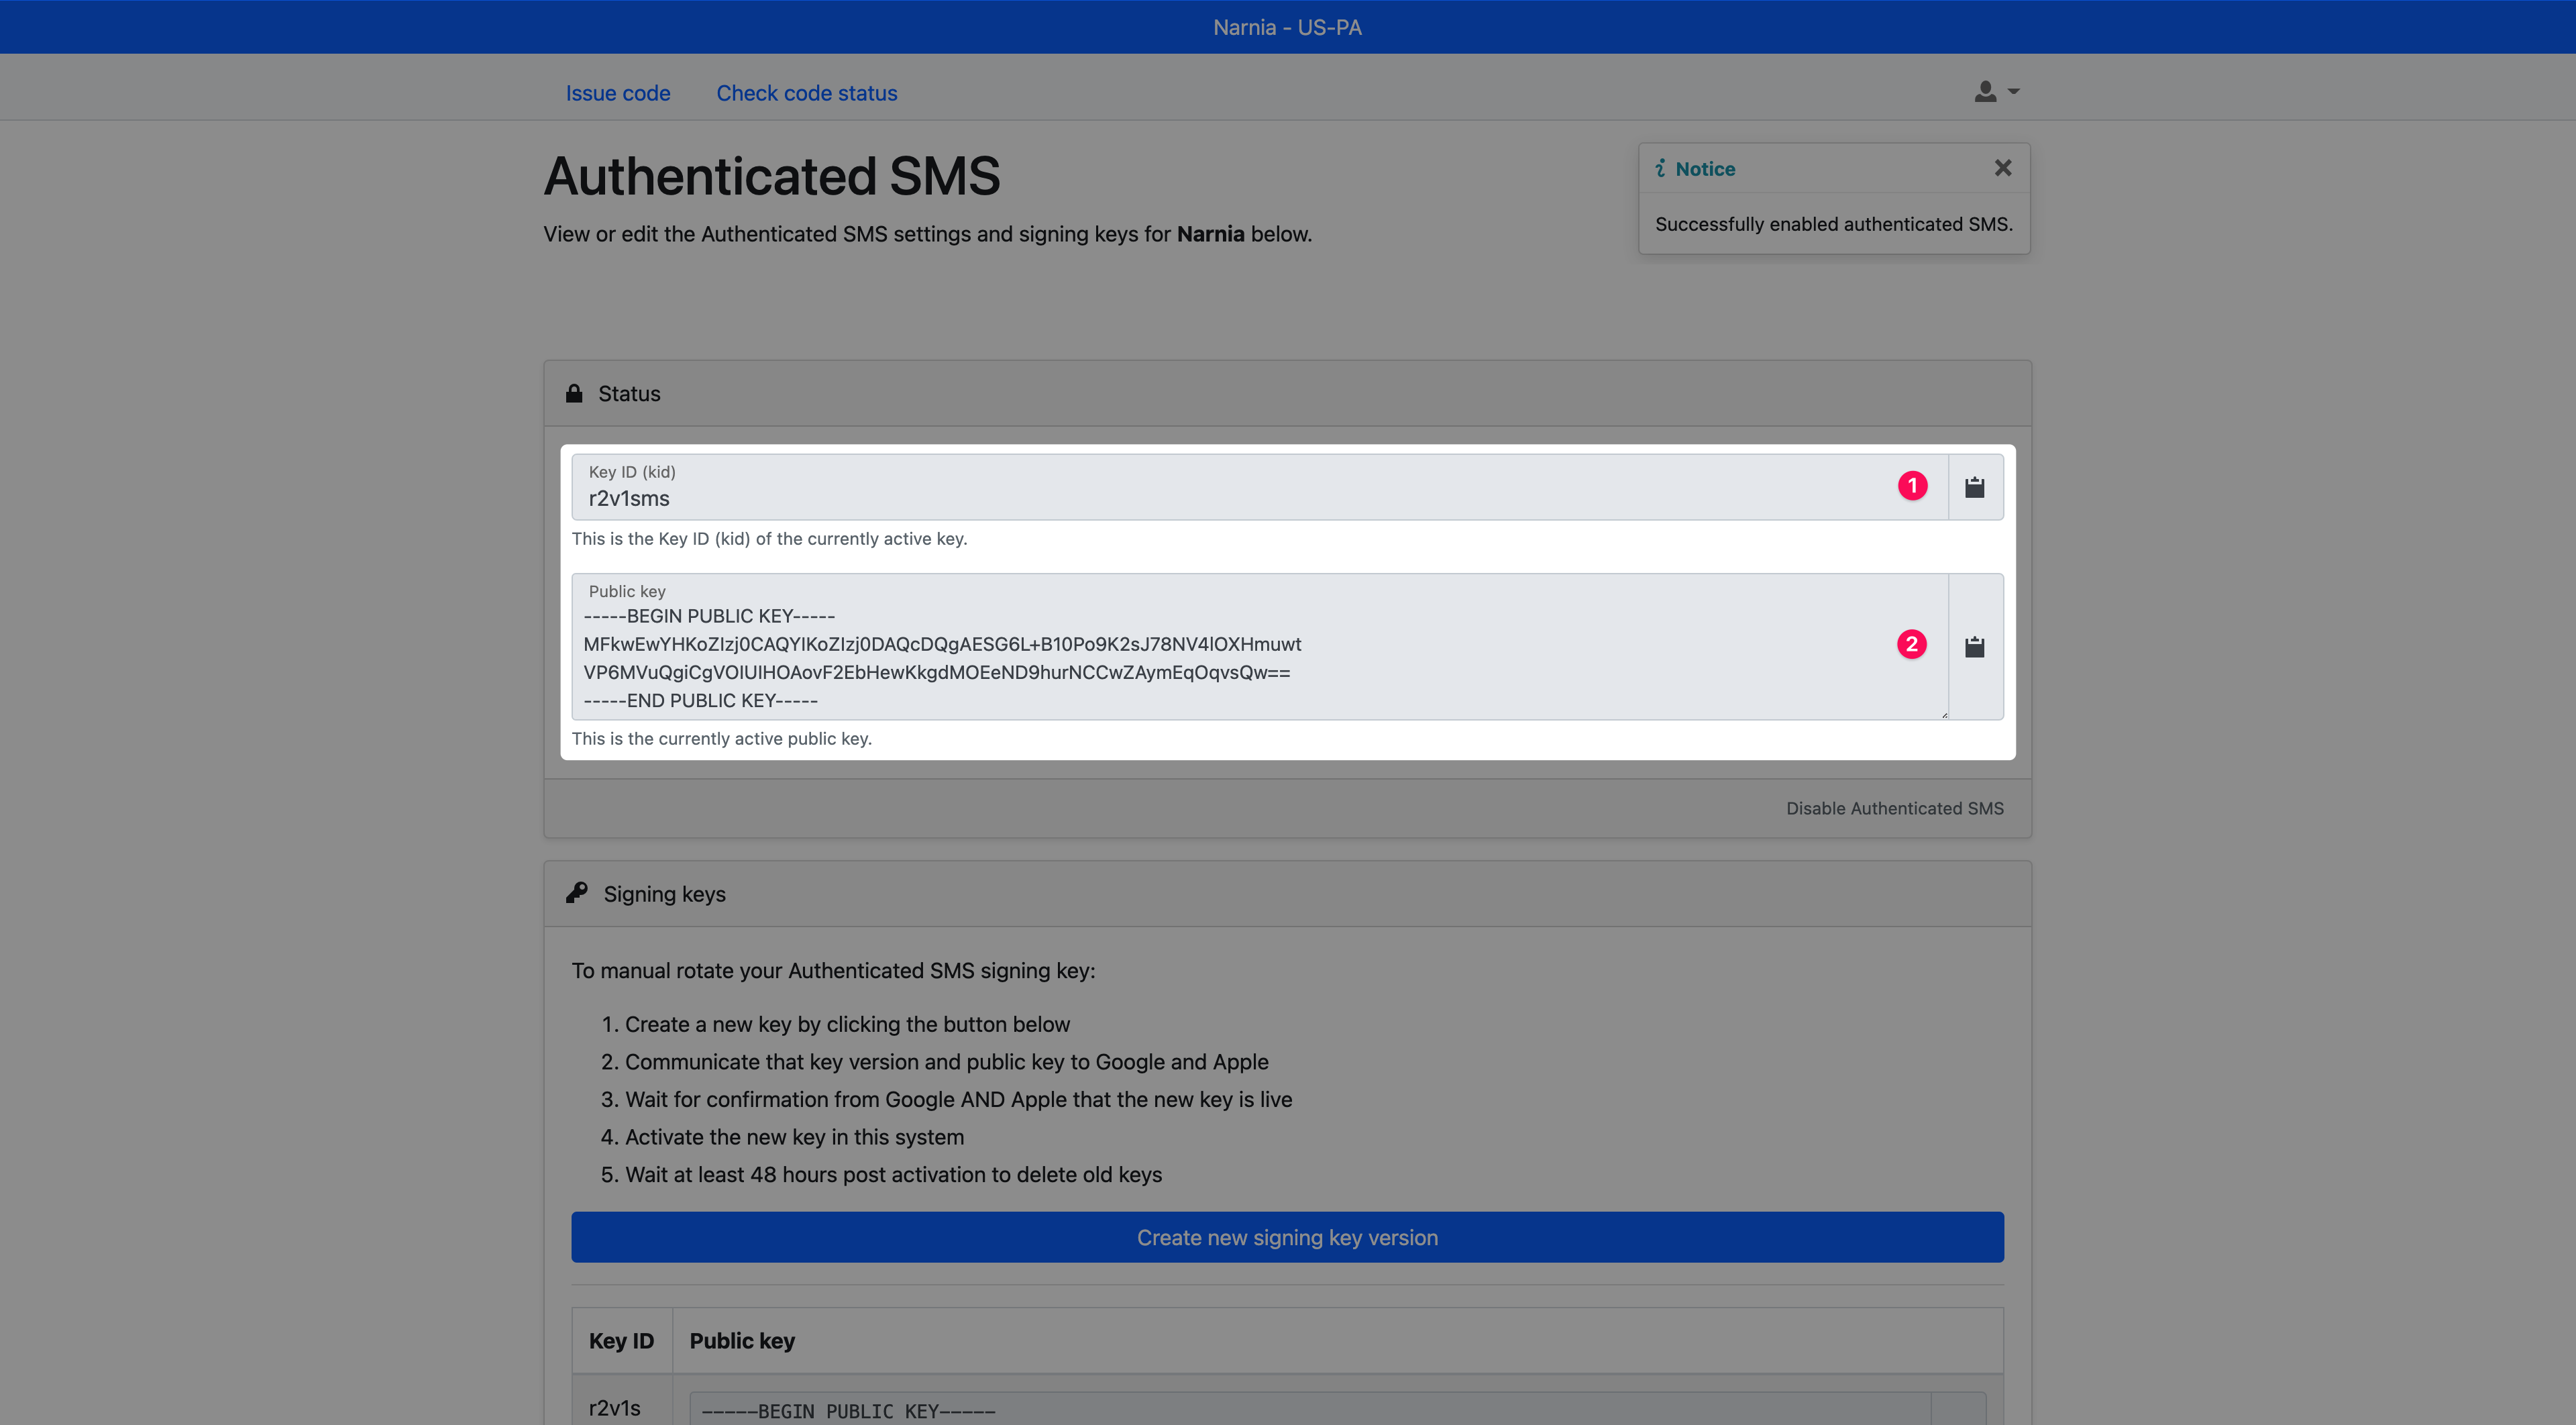 Narnia - US-PA
Issue code
Check code status
Authenticated SMS
View or edit the Authenticated SMS settings and signing keys for Narnia below.
Notice
Successfully enabled authenticated SMS.
Status
Key ID (kid)
r2v1sms
1
This is the Key ID (kid) of the currently active key.
Public key
-----BEGIN PUBLIC KEY-----
MFkwEwYHKoZIzj0CAQYIKoZIzj0DAQcDQgAESG6L+B10Po9K2sJ78NV4lOXHmuwt
VP6MVuQgiCgVOIUIHOAovF2EbHewKkgdMOEeND9hurNCCwZAymEqOqvsQw==
-----END PUBLIC KEY-----
2
This is the currently active public key.
Disable Authenticated SMS
Signing keys
To manual rotate your Authenticated SMS signing key:
1. Create a new key by clicking the button below
2. Communicate that key version and public key to Google and Apple
3. Wait for confirmation from Google AND Apple that the new key is live
4. Activate the new key in this system
5. Wait at least 48 hours post activation to delete old keys
Create new signing key version
Key ID
Public key
r2v1s
-----BEGIN PUBLIC KEY-----